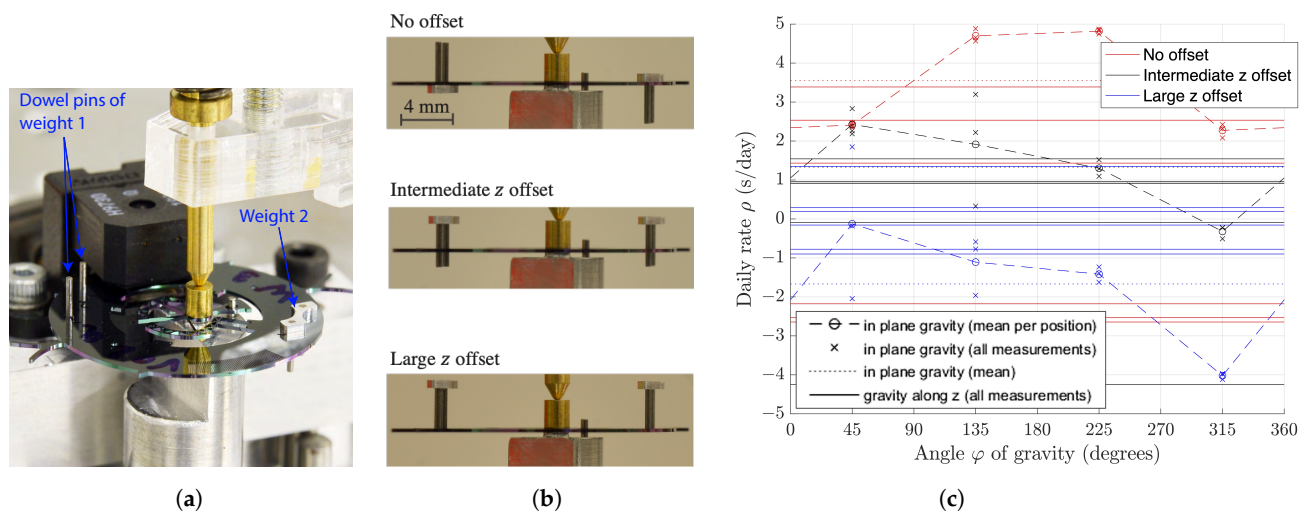 Dowel pins of
weight 1
Weight 2
(a)
No offset
4 mm
Intermediate z offset
Large z offset
(b)
5
4
3
2
1
0
−1
−2
−3
−4
−5
Daily rate ρ (s/day)
No offset
Intermediate z offset
Large z offset
in plane gravity (mean per position)
in plane gravity (all measurements)
in plane gravity (mean)
gravity along z (all measurements)
0 45 90 135 180 225 270 315 360
Angle φ of gravity (degrees)
(c)